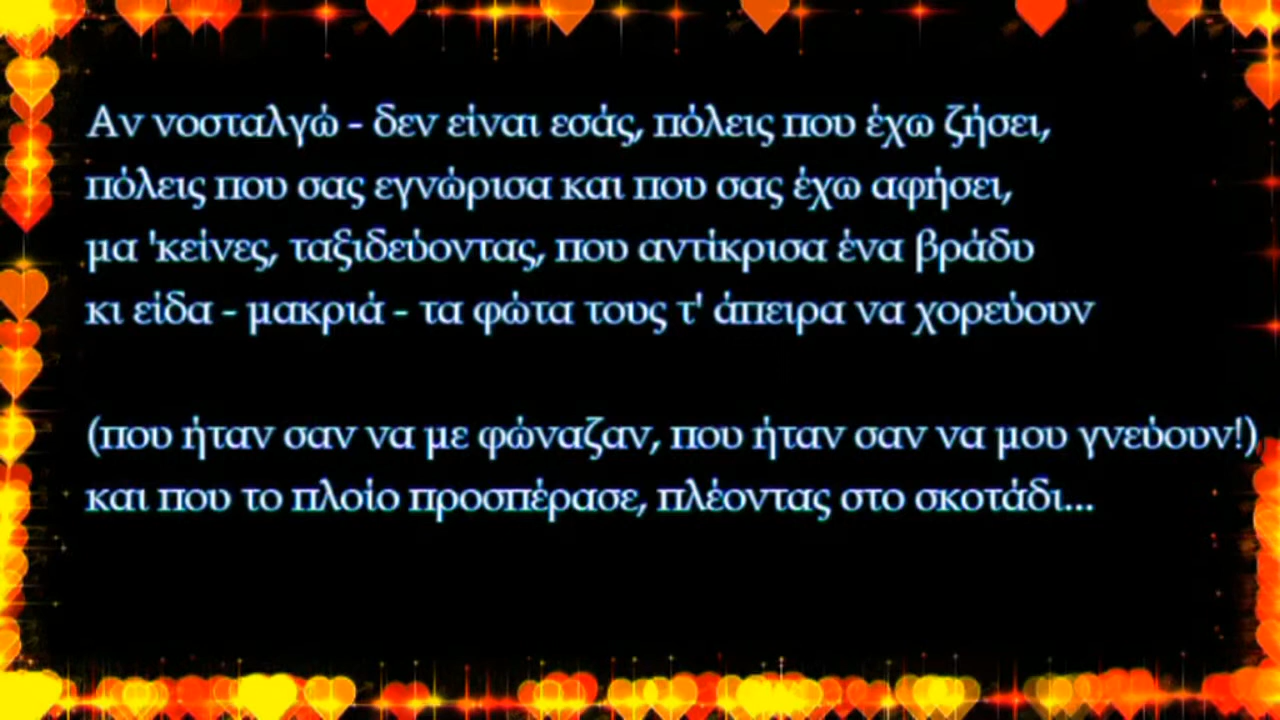 Αν νοσταλγώ - δεν είναι εσάς, πόλεις που έχω ζήσει,
πόλεις που σας εγνώρισα και που σας έχω αφήσει,
μα 'κείνες, ταξιδεύοντας, που αντίκρισα ένα βράδυ
κι είδα - μακριά - τα φώτα τους τ' άπειρα να χορεύουν
(που ήταν σαν να με φώναζαν, που ήταν σαν να μου γνεύουν!)
και που το πλοίο προσπέρασε, πλέοντας στο σκοτάδι...